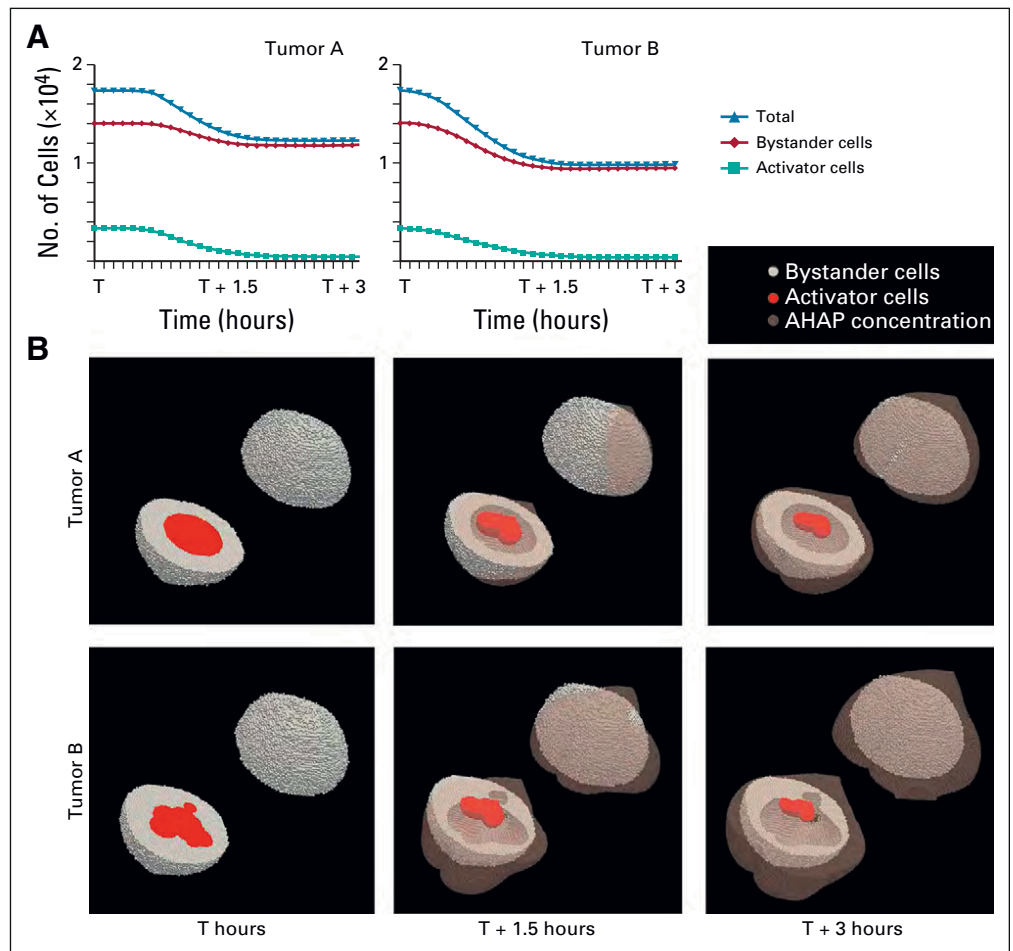 A
Tumor A
Tumor B
No. of Cells (×10⁴)
2
1
T
T + 1.5
T + 3
Time (hours)
2
1
T
T + 1.5
T + 3
Time (hours)
Total
Bystander cells
Activator cells
Bystander cells
Activator cells
AHAP concentration
B
Tumor A
Tumor B
T hours
T + 1.5 hours
T + 3 hours